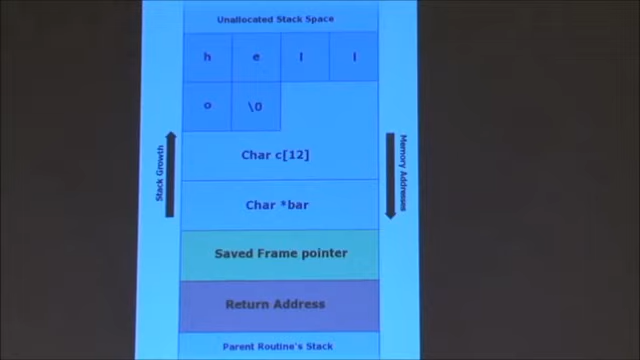 Unallocated Stack Space
h e l l
o \0
Char c[12]
Char *bar
Saved Frame pointer
Return Address
Parent Routine's Stack
Stack Growth
Memory Addresses